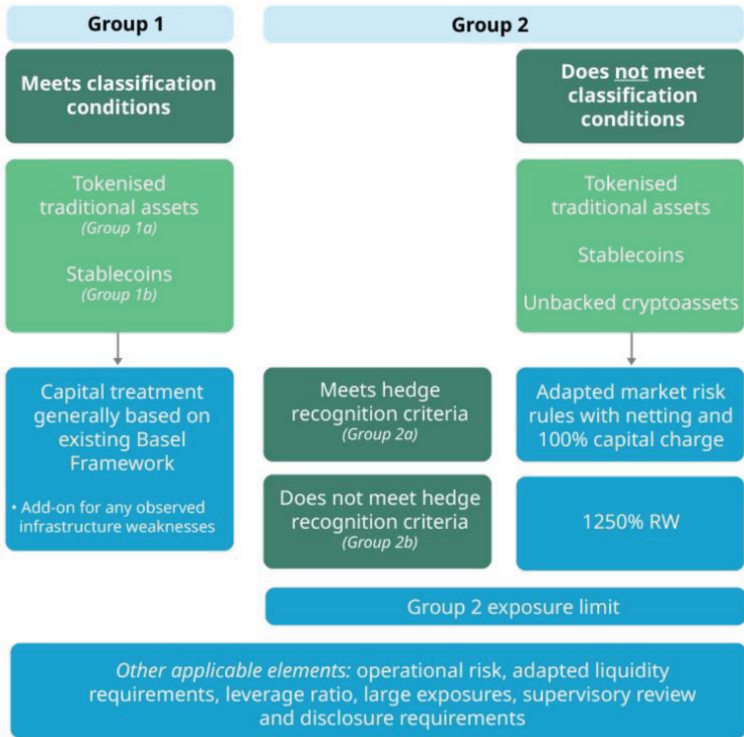 Group 1
Group 2
Meets classification
conditions
Does not meet
classification
conditions
Tokenised
traditional assets
(Group 1a)
Stablecoins
(Group 1b)
Tokenised
traditional assets
Stablecoins
Unbacked cryptoassets
Capital treatment
generally based on
existing Basel
Framework
• Add-on for any observed
infrastructure weaknesses
Meets hedge
recognition criteria
(Group 2a)
Adapted market risk
rules with netting and
100% capital charge
Does not meet hedge
recognition criteria
(Group 2b)
1250% RW
Group 2 exposure limit
Other applicable elements: operational risk, adapted liquidity
requirements, leverage ratio, large exposures, supervisory review
and disclosure requirements